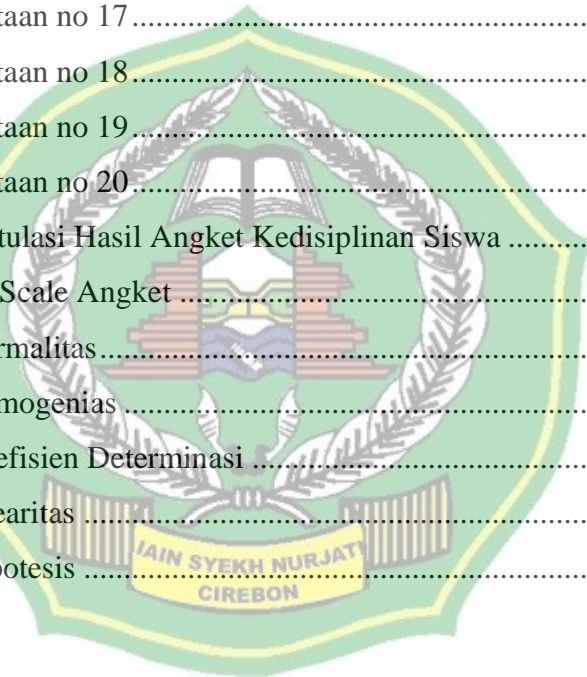 taan no 17
taan no 18
taan no 19
taan no 20
tulasi Hasil Angket Kedisiplinan Siswa
Scale Angket
rmalitas
mogenias
efisien Determinasi
earitas
IAIN SYEKH NURJATI
potesis
CIREBON